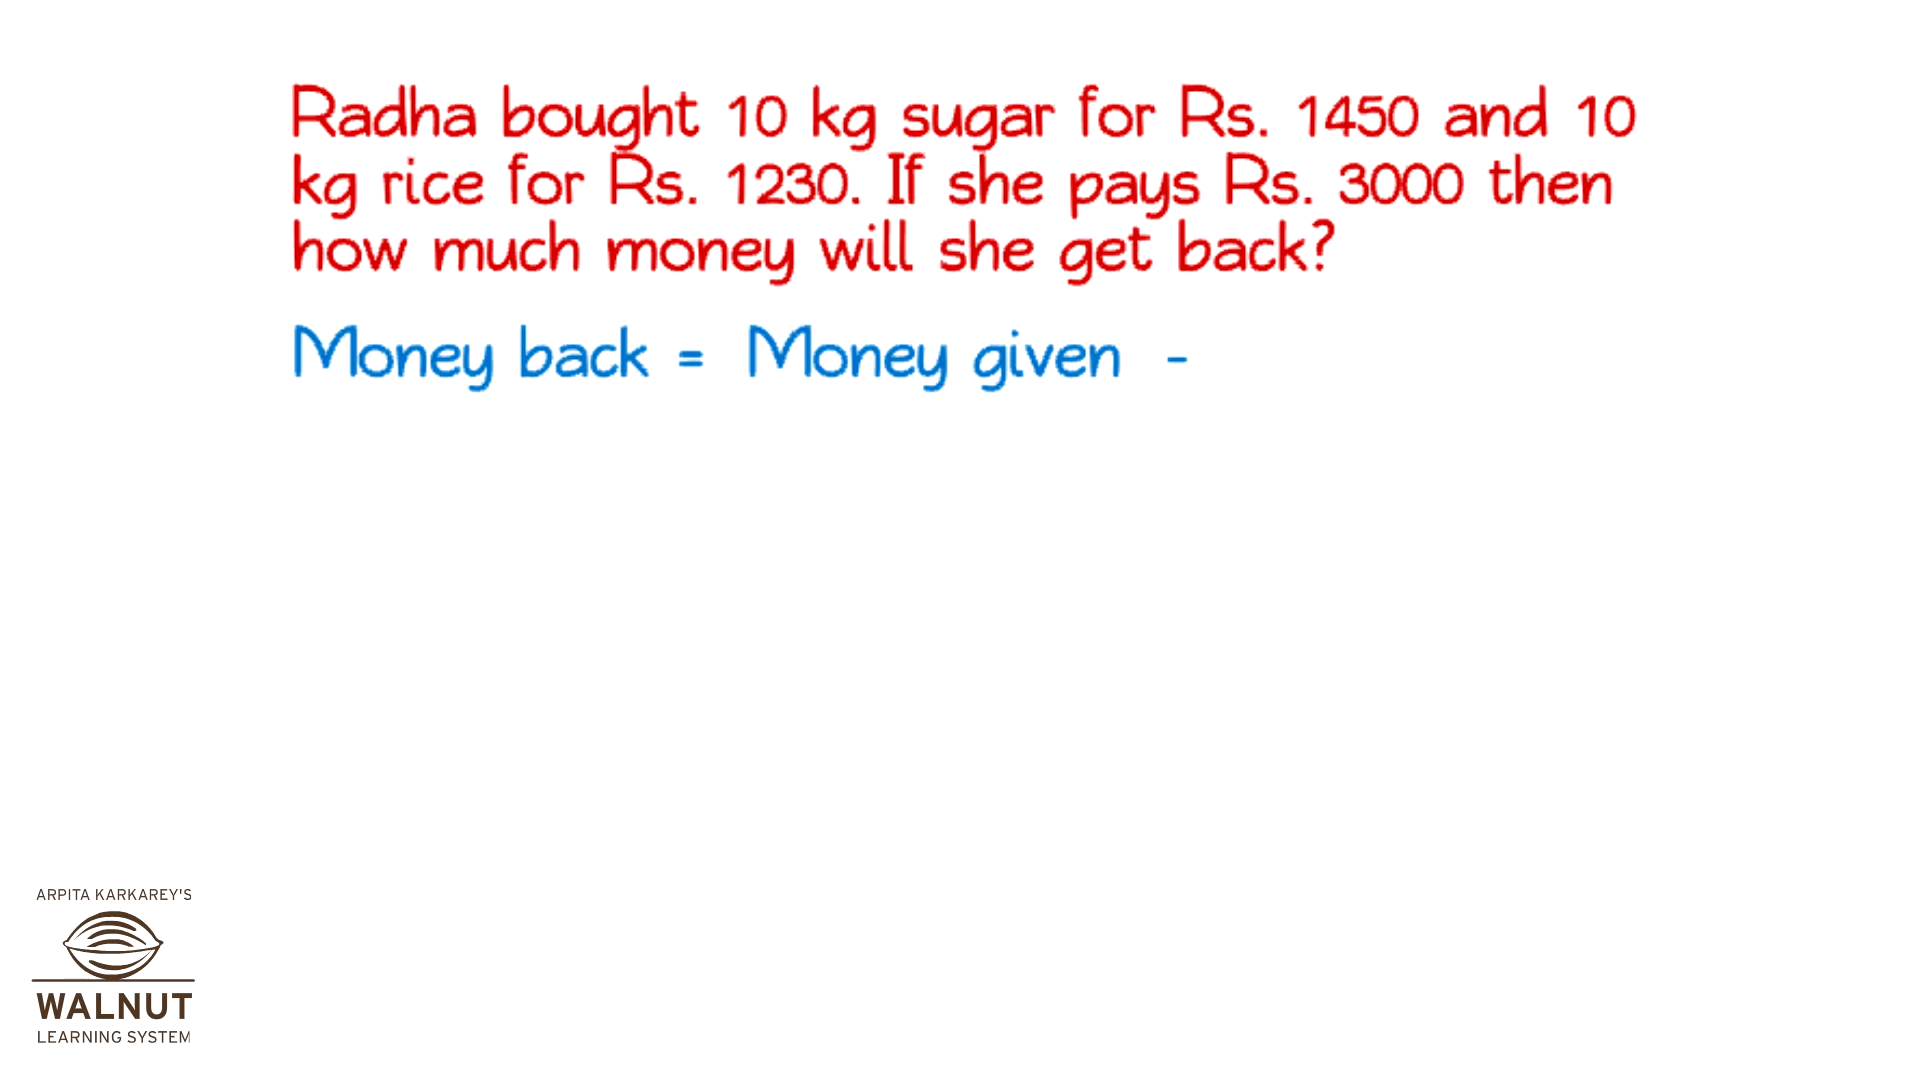 Radha bought 10 kg sugar for Rs. 1450 and 10
kg rice for Rs. 1230. If she pays Rs. 3000 then
how much money will she get back?
Money back = Money given -
ARPITA KARKAREY'S
WALNUT
LEARNING SYSTEM